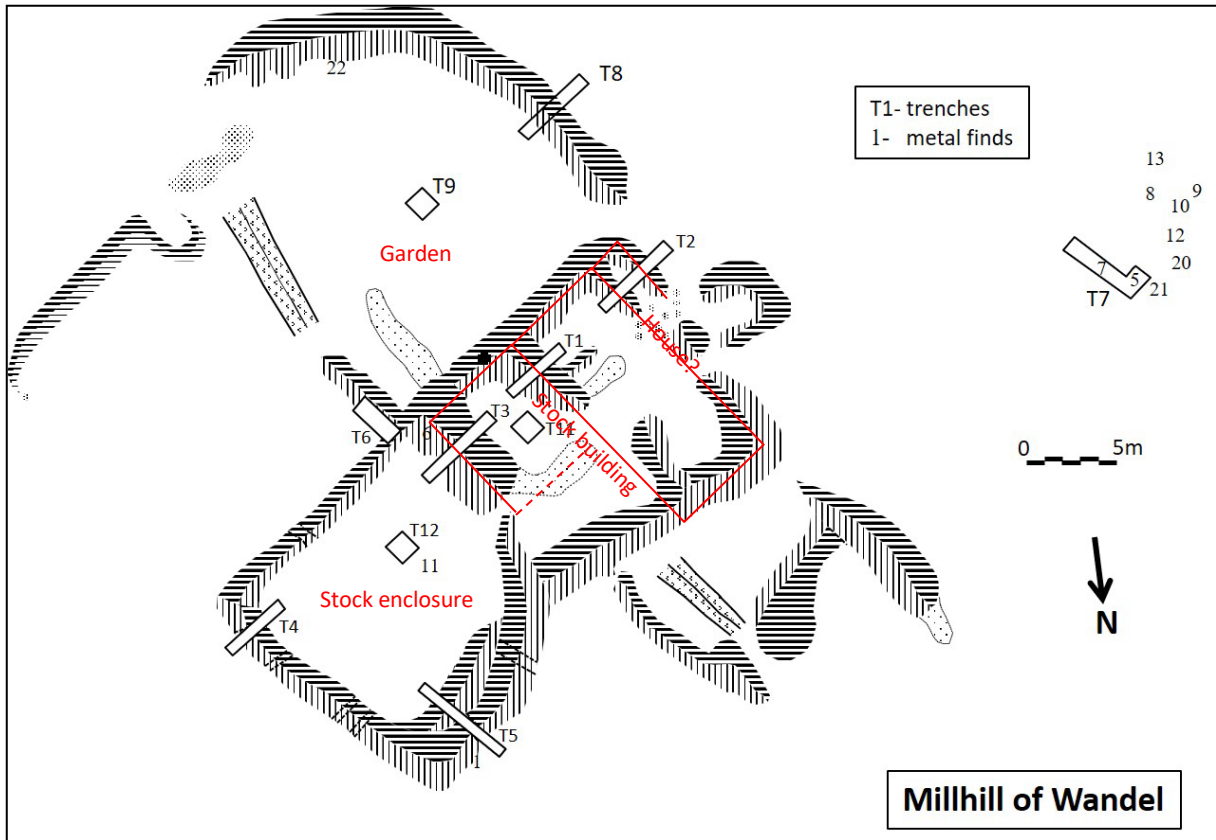 22
T8
T1- trenches
1- metal finds
13
8
9
10
12
20
7
5
21
T7
T9
Garden
T2
House?
T1
Stock building
T3
T11
T6
6
0 5m
T12
11
Stock enclosure
N
T4
T5
1
Millhill of Wandel